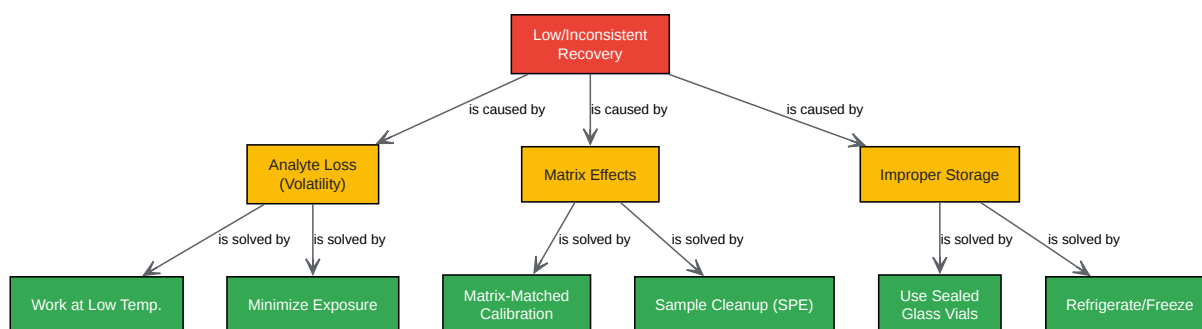 Low/Inconsistent
Recovery
is caused by
is caused by
is caused by
Analyte Loss
(Volatility)
Matrix Effects
Improper Storage
is solved by
is solved by
is solved by
is solved by
is solved by
is solved by
Work at Low Temp.
Minimize Exposure
Matrix-Matched
Calibration
Sample Cleanup (SPE)
Use Sealed
Glass Vials
Refrigerate/Freeze